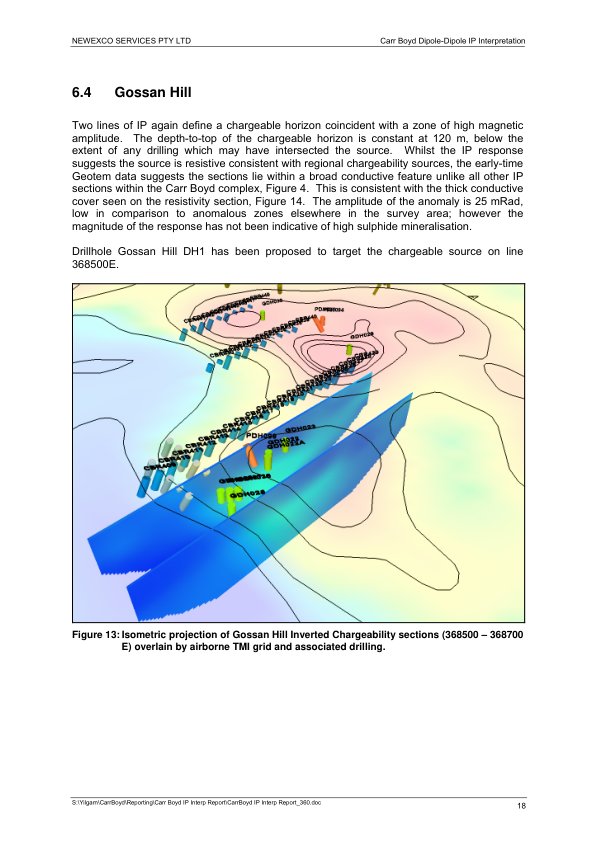 NEWEXCO SERVICES PTY LTD Carr Boyd Dipole-Dipole IP Interpretation
6.4 Gossan Hill
Two lines of IP again define a chargeable horizon coincident with a zone of high magnetic
amplitude. The depth-to-top of the chargeable horizon is constant at 120 m, below the
extent of any drilling which may have intersected the source. Whilst the IP response
suggests the source is resistive consistent with regional chargeability sources, the early-time
Geotem data suggests the sections lie within a broad conductive feature unlike all other IP
sections within the Carr Boyd complex, Figure 4. This is consistent with the thick conductive
cover seen on the resistivity section, Figure 14. The amplitude of the anomaly is 25 mRad,
low in comparison to anomalous zones elsewhere in the survey area; however the
magnitude of the response has not been indicative of high sulphide mineralisation.
Drillhole Gossan Hill DH1 has been proposed to target the chargeable source on line
368500E.
PDH098
GDH026
Figure 13: Isometric projection of Gossan Hill Inverted Chargeability sections (368500 – 368700
E) overlain by airborne TMI grid and associated drilling.
S:\Yilgarn\CarrBoyd\Reporting\Carr Boyd IP Interp Report\CarrBoyd IP Interp Report_360.doc
18